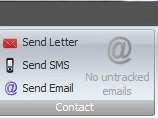 Send Letter
Send SMS
Send Email
@
No untracked
emails
Contact